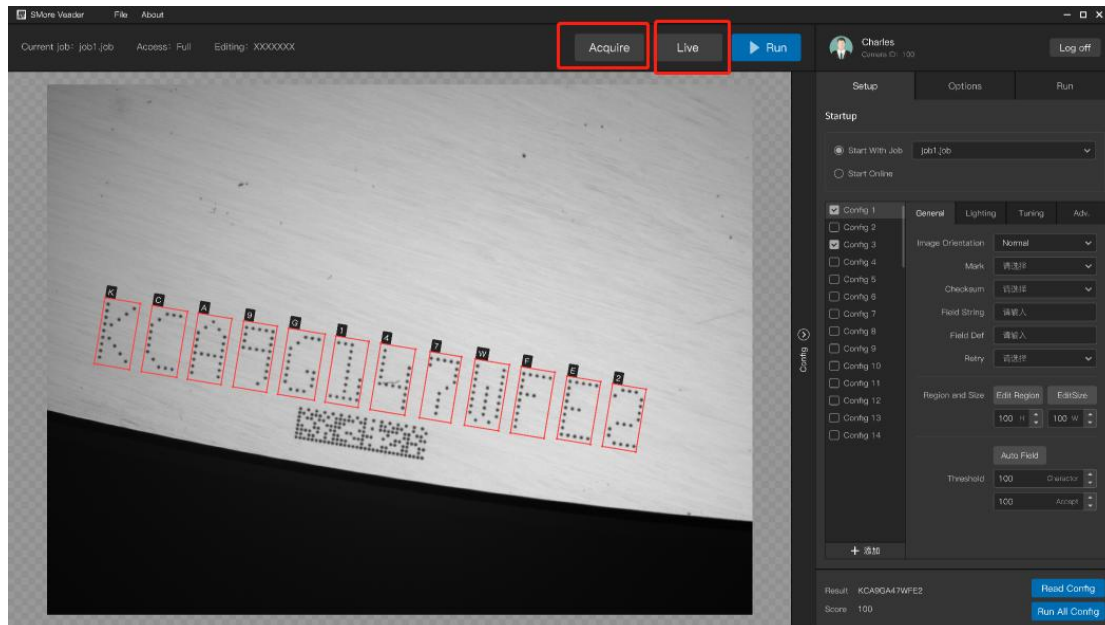 SMore Veader File About
Current job: job1.job Access: Full Editing: XXXXXXX
Acquire Live Run
Charles
Camera ID: 100
Log off
Setup Options Run
Startup
Start With Job job1.job
Start Online
Config 1
Config 2
Config 3
Config 4
Config 5
Config 6
Config 7
Config 8
Config 9
Config 10
Config 11
Config 12
Config 13
Config 14
添加
General Lighting Tuning Adv.
Image Orientation Normal
Mark 请选择
Checksum 请选择
Field String 请输入
Field Def 请输入
Retry 请选择
Region and Size Edit Region EditSize
100 H 100 W
Auto Field
Threshold 100 Character
100 Accept
Config
K C A 9 G 1 4 7 W F E 2
KCA9G147WFE2
Result KCA9GA47WFE2
Score 100
Read Config
Run All Config